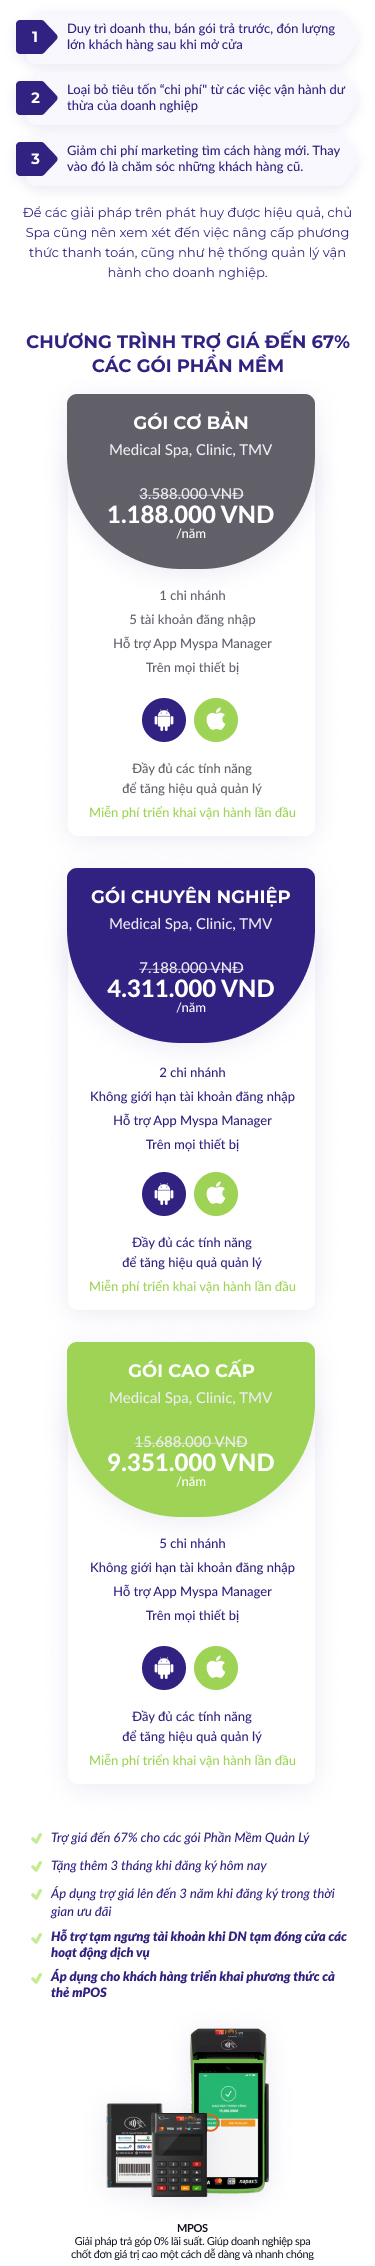 1
Duy trì doanh thu, bán gói trả trước, đón lượng
lớn khách hàng sau khi mở cửa
2
Loại bỏ tiêu tốn “chi phí" từ các việc vận hành dư
thừa của doanh nghiệp
3
Giảm chi phí marketing tìm cách hàng mới. Thay
vào đó là chăm sóc những khách hàng cũ.
Để các giải pháp trên phát huy được hiệu quả, chủ
Spa cũng nên xem xét đến việc nâng cấp phương
thức thanh toán, cũng như hệ thống quản lý vận
hành cho doanh nghiệp.
CHƯƠNG TRÌNH TRỢ GIÁ ĐẾN 67%
CÁC GÓI PHẦN MỀM
GÓI CƠ BẢN
Medical Spa, Clinic, TMV
3.588.000 VNĐ
1.188.000 VND
/năm
1 chi nhánh
5 tài khoản đăng nhập
Hỗ trợ App Myspa Manager
Trên mọi thiết bị
Đầy đủ các tính năng
để tăng hiệu quả quản lý
Miễn phí triển khai vận hành lần đầu
GÓI CHUYÊN NGHIỆP
Medical Spa, Clinic, TMV
7.188.000 VNĐ
4.311.000 VND
/năm
2 chi nhánh
Không giới hạn tài khoản đăng nhập
Hỗ trợ App Myspa Manager
Trên mọi thiết bị
Đầy đủ các tính năng
để tăng hiệu quả quản lý
Miễn phí triển khai vận hành lần đầu
GÓI CAO CẤP
Medical Spa, Clinic, TMV
15.688.000 VNĐ
9.351.000 VND
/năm
5 chi nhánh
Không giới hạn tài khoản đăng nhập
Hỗ trợ App Myspa Manager
Trên mọi thiết bị
Đầy đủ các tính năng
để tăng hiệu quả quản lý
Miễn phí triển khai vận hành lần đầu
Trợ giá đến 67% cho các gói Phần Mềm Quản Lý
Tặng thêm 3 tháng khi đăng ký hôm nay
Áp dụng trợ giá lên đến 3 năm khi đăng ký trong thời
gian ưu đãi
Hỗ trợ tạm ngưng tài khoản khi DN tạm đóng cửa các
hoạt động dịch vụ
Áp dụng cho khách hàng triển khai phương thức cà
thẻ mPOS
napas
MPOS
Giải pháp trả góp 0% lãi suất. Giúp doanh nghiệp spa
chốt đơn giá trị cao một cách dễ dàng và nhanh chóng